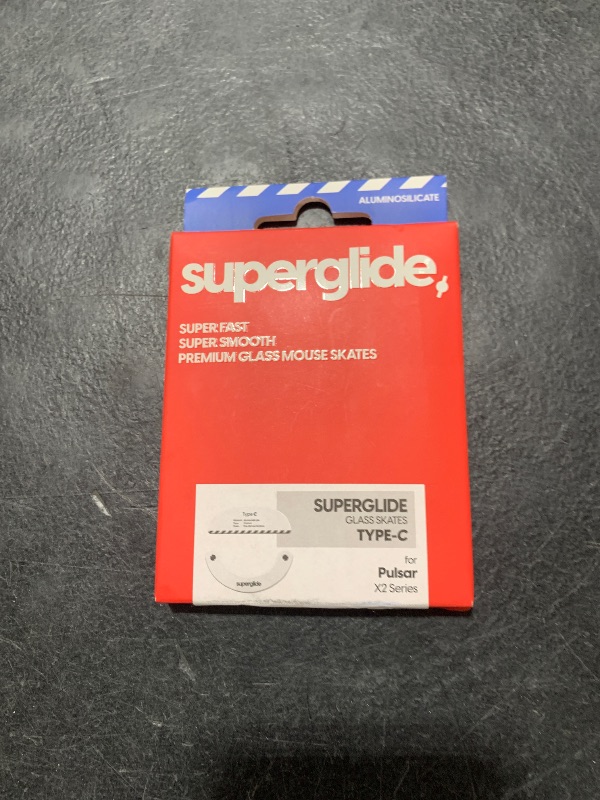 ALUMINOSILICATE
superglide
SUPER FAST
SUPER SMOOTH
PREMIUM GLASS MOUSE SKATES
SUPERGLIDE
GLASS SKATES
TYPE-C
for
Pulsar
X2 Series
Type-C
superglide